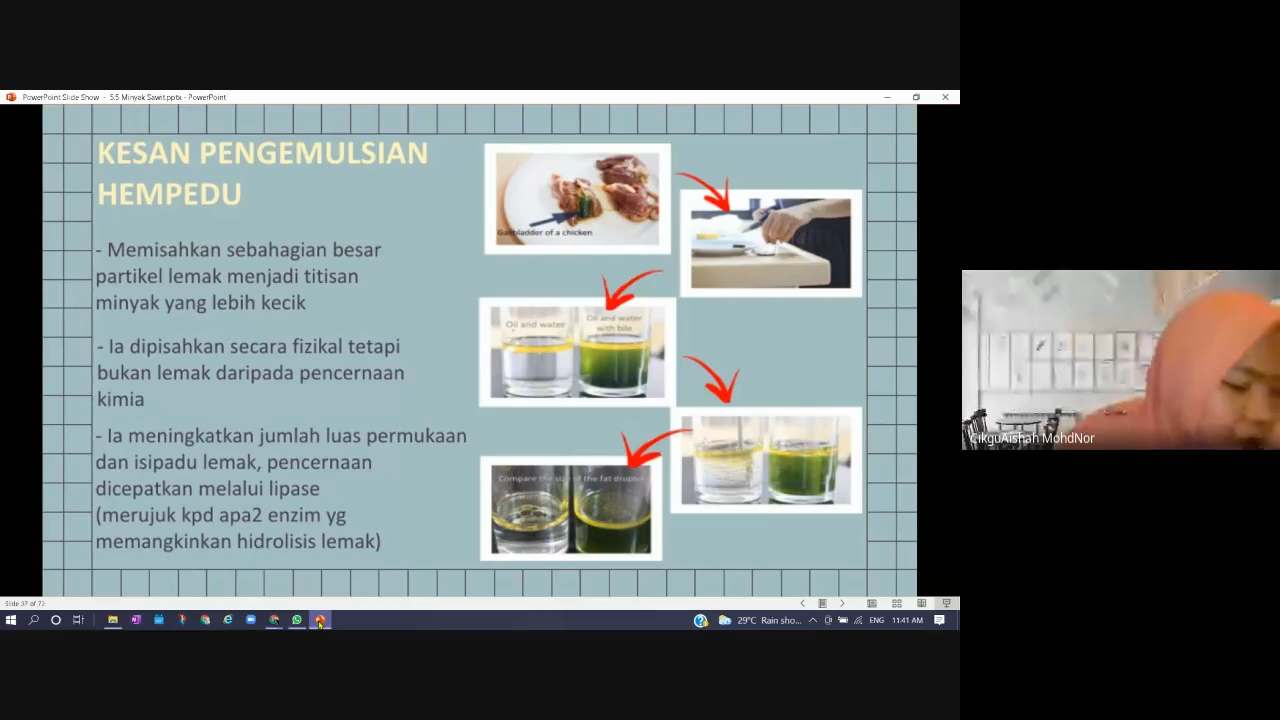 PowerPoint Slide Show - 5.5 Minyak Sawit.pptx - PowerPoint
KESAN PENGEMULSIAN
HEMPEDU
- Memisahkan sebahagian besar
partikel lemak menjadi titisan
minyak yang lebih kecik
- Ia dipisahkan secara fizikal tetapi
bukan lemak daripada pencernaan
kimia
- Ia meningkatkan jumlah luas permukaan
dan isipadu lemak, pencernaan
dicepatkan melalui lipase
(merujuk kpd apa2 enzim yg
memangkinkan hidrolisis lemak)
Gallbladder of a chicken
Oil and water
Oil and water
with bile
Compare the size of the fat droplet
CikguAishah MohdNor
Slide 37 of 72
29°C Rain sho...
ENG
11:41 AM